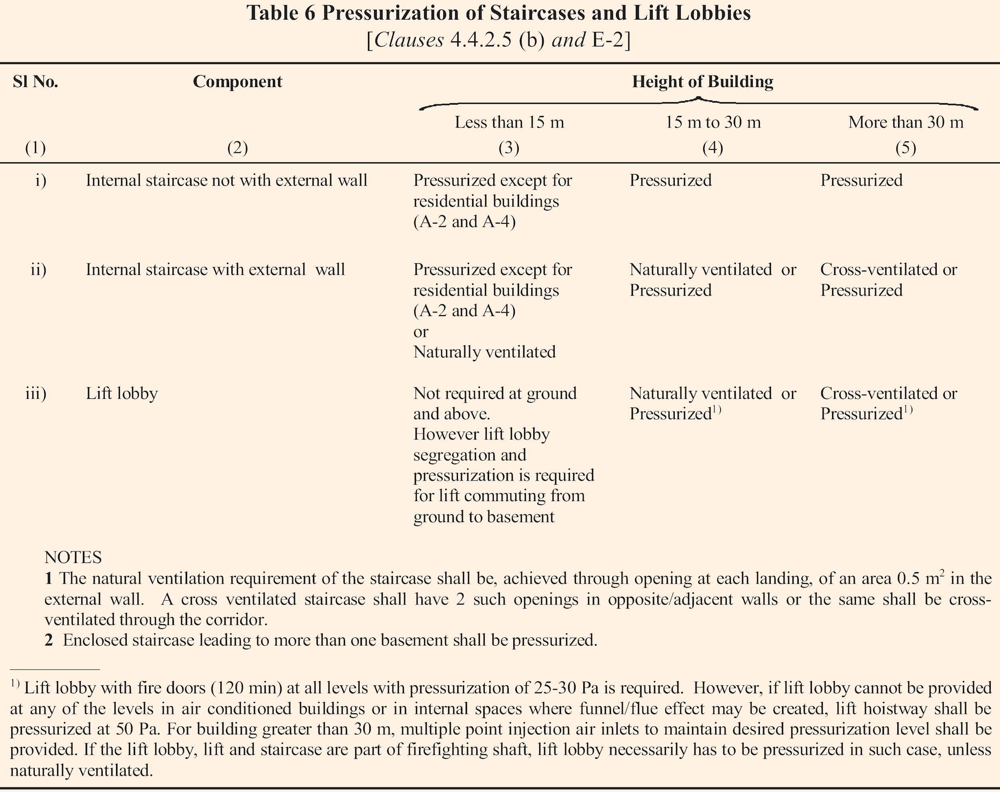 Table 6 Pressurization of Staircases and Lift Lobbies
[Clauses 4.4.2.5 (b) and E-2]
Sl No. Component Height of Building
Less than 15 m 15 m to 30 m More than 30 m
(1) (2) (3) (4) (5)
i) Internal staircase not with external wall Pressurized except for Pressurized Pressurized
residential buildings
(A-2 and A-4)
ii) Internal staircase with external wall Pressurized except for Naturally ventilated or Cross-ventilated or
residential buildings Pressurized Pressurized
(A-2 and A-4)
or
Naturally ventilated
iii) Lift lobby Not required at ground Naturally ventilated or Cross-ventilated or
and above. Pressurized¹⁾ Pressurized¹⁾
However lift lobby
segregation and
pressurization is required
for lift commuting from
ground to basement
NOTES
1 The natural ventilation requirement of the staircase shall be, achieved through opening at each landing, of an area 0.5 m² in the
external wall. A cross ventilated staircase shall have 2 such openings in opposite/adjacent walls or the same shall be cross-
ventilated through the corridor.
2 Enclosed staircase leading to more than one basement shall be pressurized.
¹⁾ Lift lobby with fire doors (120 min) at all levels with pressurization of 25-30 Pa is required. However, if lift lobby cannot be provided
at any of the levels in air conditioned buildings or in internal spaces where funnel/flue effect may be created, lift hoistway shall be
pressurized at 50 Pa. For building greater than 30 m, multiple point injection air inlets to maintain desired pressurization level shall be
provided. If the lift lobby, lift and staircase are part of firefighting shaft, lift lobby necessarily has to be pressurized in such case, unless
naturally ventilated.